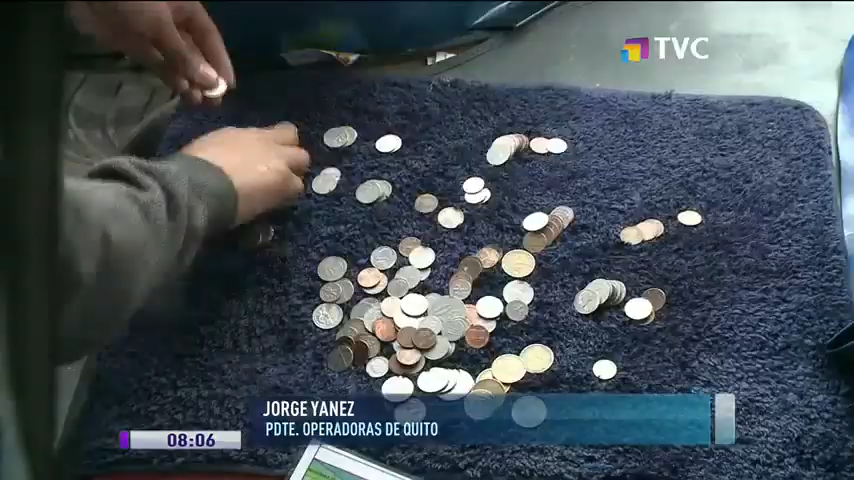 TVC
JORGE YANEZ
PDTE. OPERADORAS DE QUITO
08:06